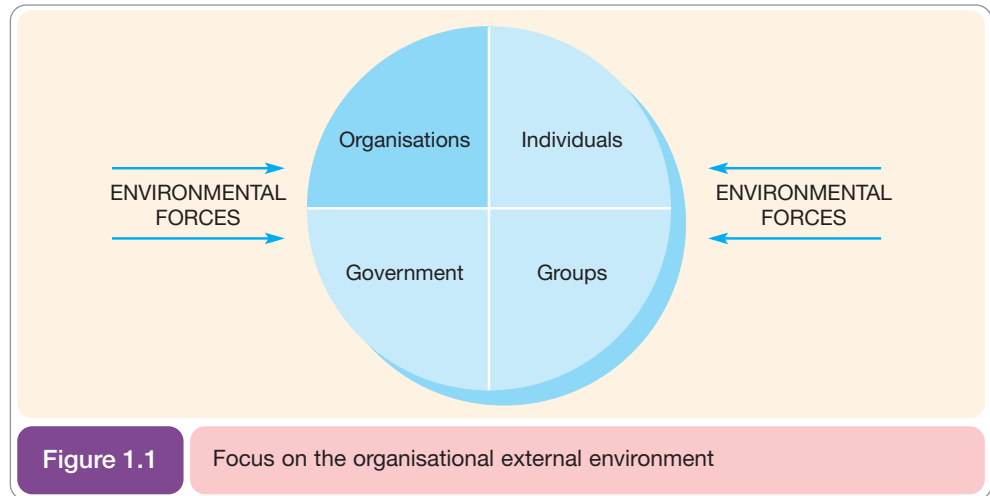 Organisations
Individuals
ENVIRONMENTAL
FORCES
ENVIRONMENTAL
FORCES
Government
Groups
Figure 1.1
Focus on the organisational external environment